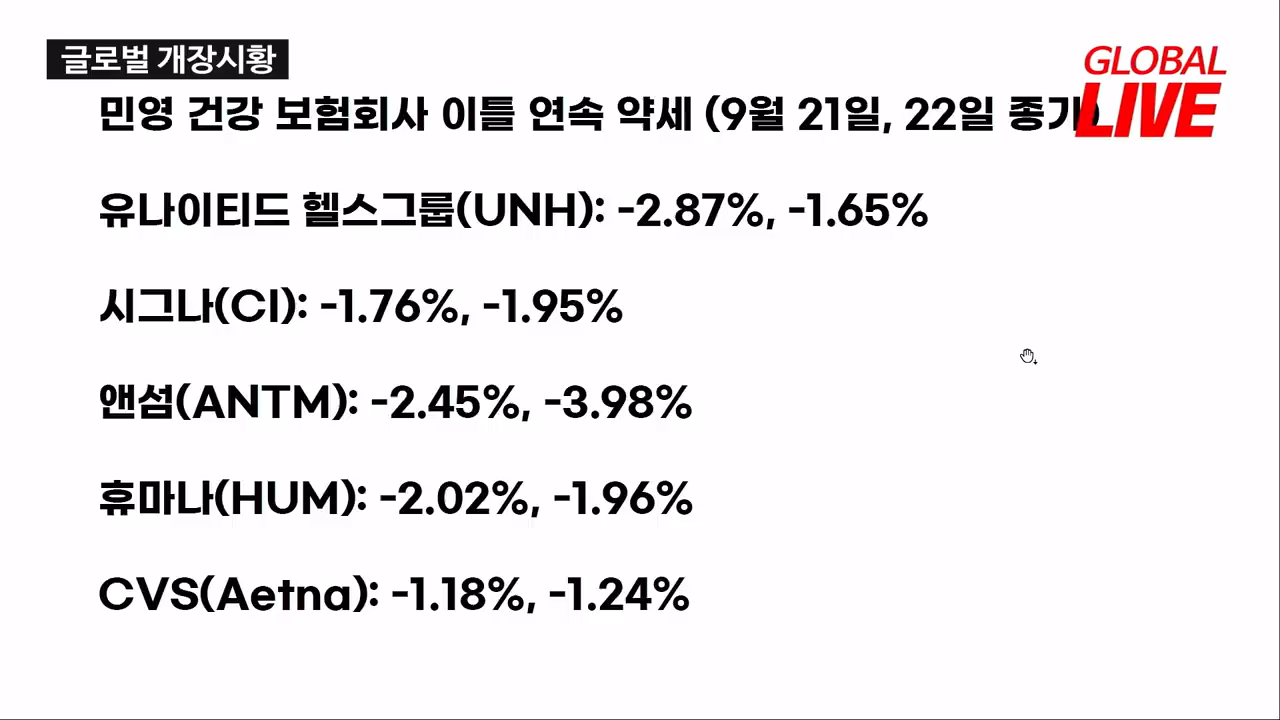 글로벌 개장시황
GLOBAL
LIVE
민영 건강 보험회사 이틀 연속 약세 (9월 21일, 22일 종가)
유나이티드 헬스그룹(UNH): -2.87%, -1.65%
시그나(CI): -1.76%, -1.95%
앤섬(ANTM): -2.45%, -3.98%
휴마나(HUM): -2.02%, -1.96%
CVS(Aetna): -1.18%, -1.24%